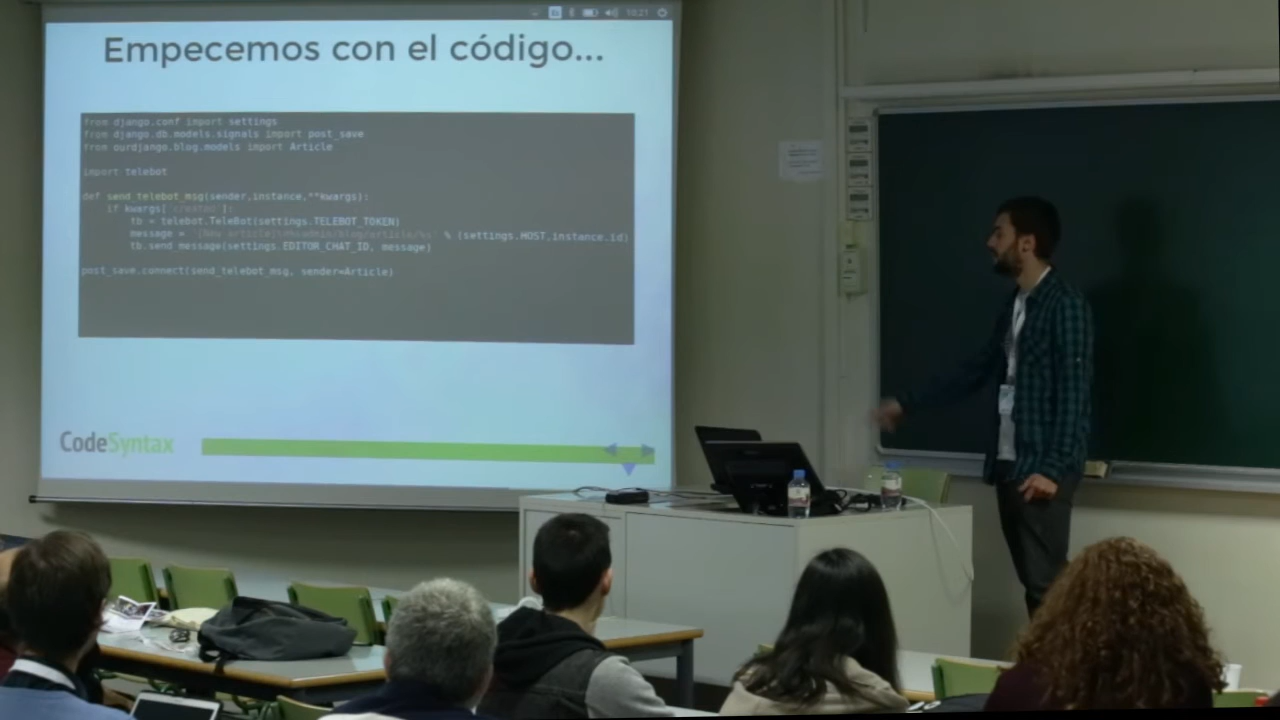 10:21
Empecemos con el código...
from django.conf import settings
from django.db.models.signals import post_save
from ourdjango.blog.models import Article
import telebot
def send_telebot_msg(sender,instance,**kwargs):
if kwargs['created']:
tb = telebot.TeleBot(settings.TELEBOT_TOKEN)
message = % (settings.HOST,instance.id)
tb.send_message(settings.EDITOR_CHAT_ID, message)
post_save.connect(send_telebot_msg, sender=Article)
CodeSyntax